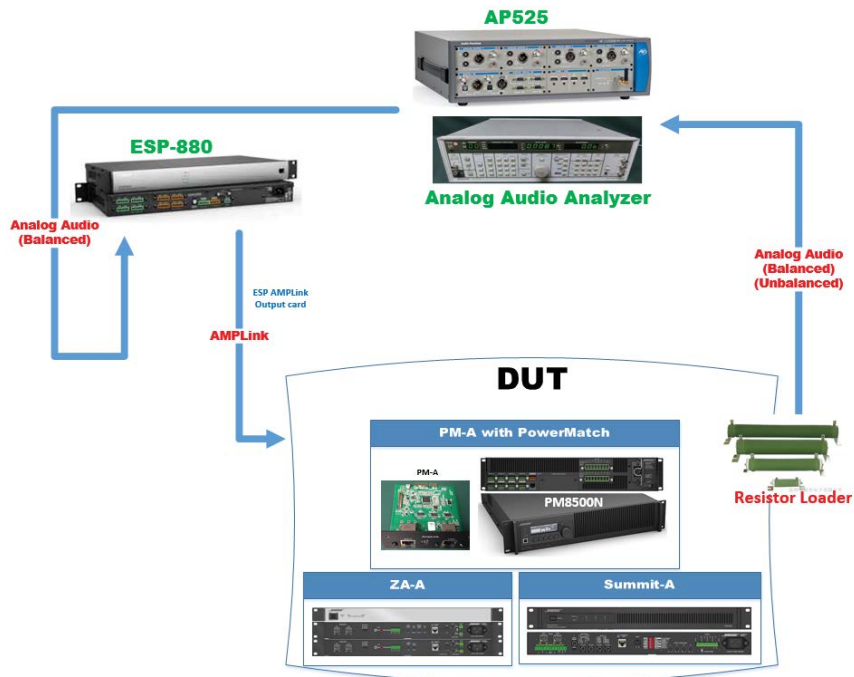 AP525
ESP-880
Analog Audio Analyzer
Analog Audio
(Balanced)
ESP AMPLink
Output card
AMPLink
Analog Audio
(Balanced)
(Unbalanced)
DUT
PM-A with PowerMatch
PM-A
PM8500N
Resistor Loader
ZA-A
Summit-A